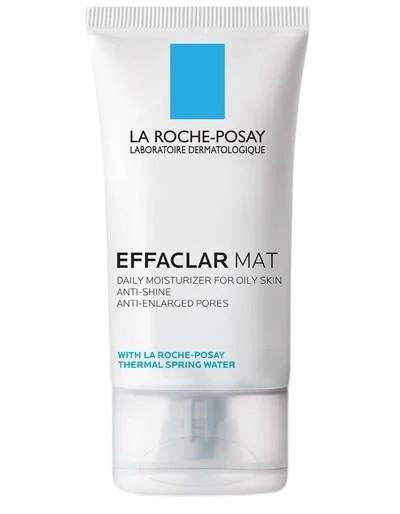 LA ROCHE-POSAY
LABORATOIRE DERMATOLOGIQUE
EFFACLAR MAT
DAILY MOISTURIZER FOR OILY SKIN
ANTI-SHINE
ANTI-ENLARGED PORES
WITH LA ROCHE-POSAY
THERMAL SPRING WATER